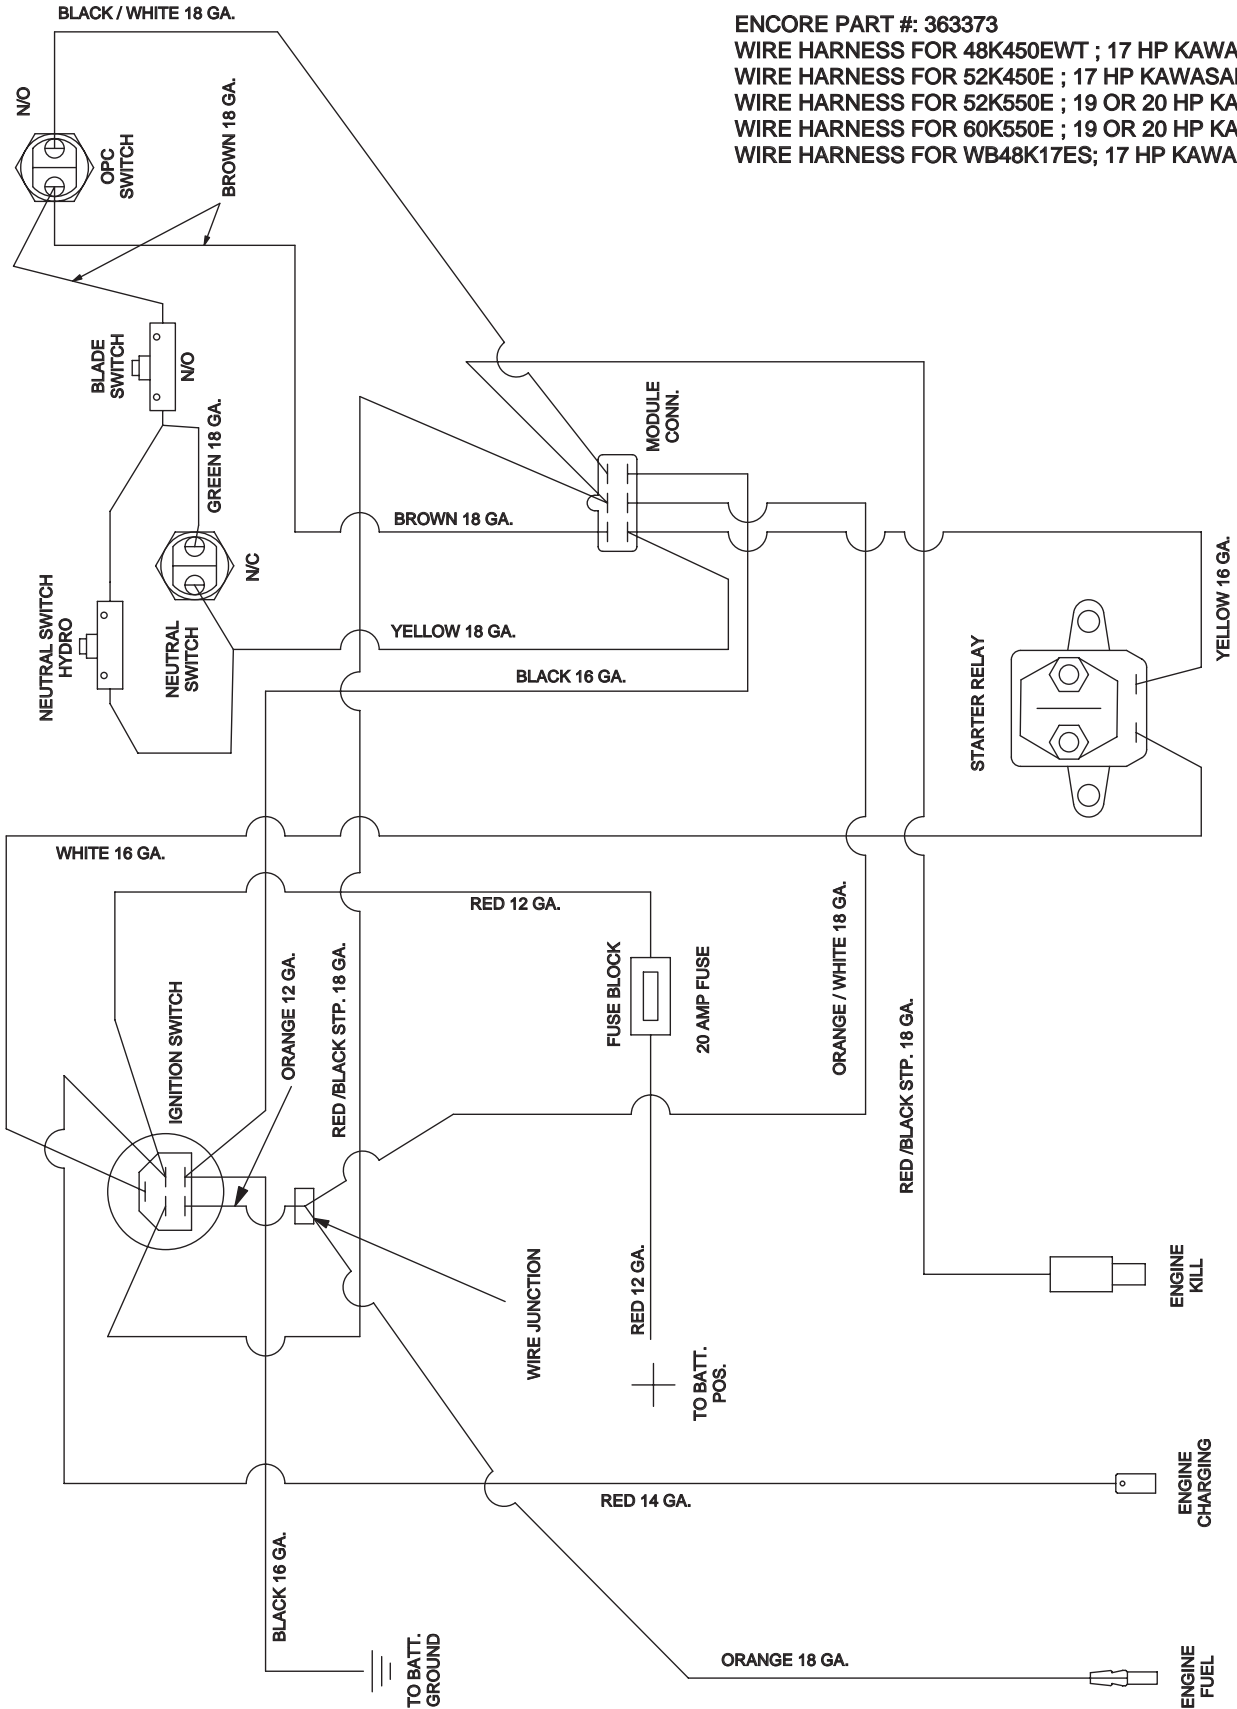 BLACK / WHITE 18 GA.
ENCORE PART #: 363373
WIRE HARNESS FOR 48K450EWT ; 17 HP KAWA
WIRE HARNESS FOR 52K450E ; 17 HP KAWASA
WIRE HARNESS FOR 52K550E ; 19 OR 20 HP KA
WIRE HARNESS FOR 60K550E ; 19 OR 20 HP KA
WIRE HARNESS FOR WB48K17ES; 17 HP KAWA
N/O
OPC
SWITCH
BROWN 18 GA.
BLADE
SWITCH
N/O
GREEN 18 GA.
MODULE
CONN.
BROWN 18 GA.
N/C
NEUTRAL SWITCH
HYDRO
NEUTRAL
SWITCH
YELLOW 18 GA.
BLACK 16 GA.
YELLOW 16 GA.
STARTER RELAY
WHITE 16 GA.
RED 12 GA.
IGNITION SWITCH
ORANGE 12 GA.
RED /BLACK STP. 18 GA.
FUSE BLOCK
20 AMP FUSE
ORANGE / WHITE 18 GA.
RED /BLACK STP. 18 GA.
WIRE JUNCTION
RED 12 GA.
TO BATT.
POS.
ENGINE
KILL
RED 14 GA.
ENGINE
CHARGING
BLACK 16 GA.
TO BATT.
GROUND
ORANGE 18 GA.
ENGINE
FUEL